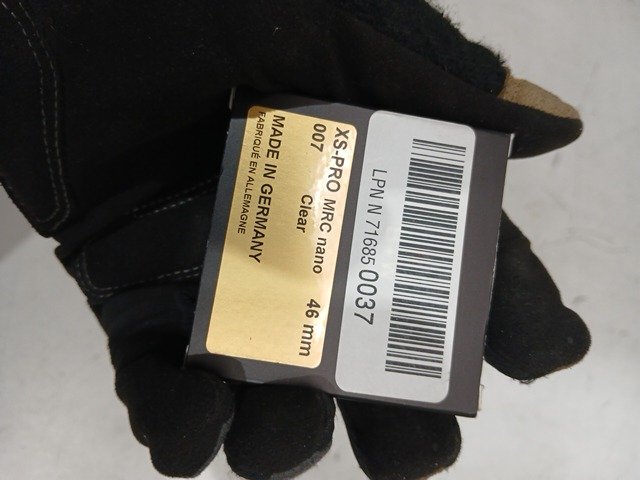 LPN N 71685 0037
XS-PRO MRC nano
007 Clear 46 mm
MADE IN GERMANY
FABRIQUÉ EN ALLEMAGNE